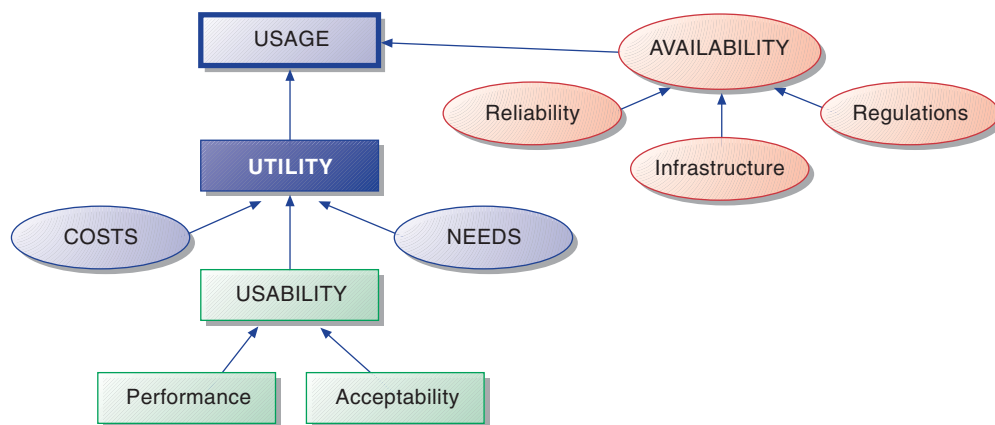 USAGE
AVAILABILITY
Reliability
Regulations
Infrastructure
UTILITY
COSTS
NEEDS
USABILITY
Performance
Acceptability